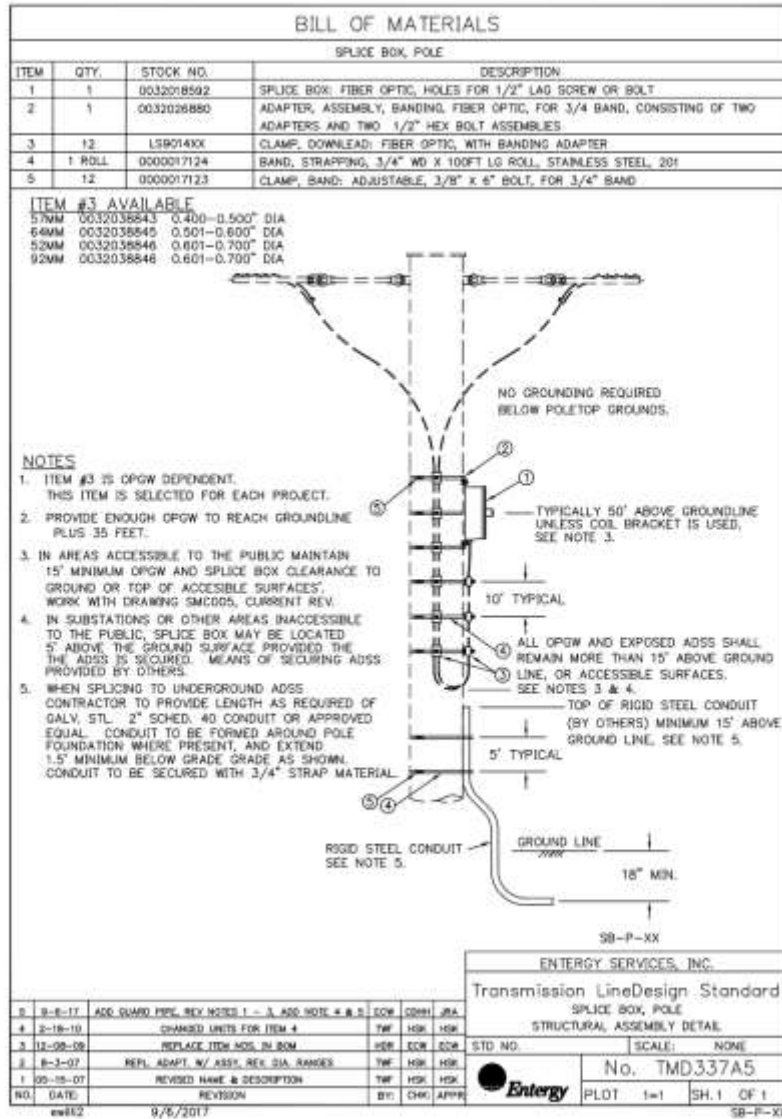 BILL OF MATERIALS
SPLICE BOX, POLE
ITEM QTY. STOCK NO. DESCRIPTION
1 1 0032018592 SPLICE BOX: FIBER OPTIC, HOLES FOR 1/2" LAG SCREW OR BOLT
2 1 0032026880 ADAPTER, ASSEMBLY, BANDING, FIBER OPTIC, FOR 3/4 BAND, CONSISTING OF TWO
ADAPTERS AND TWO 1/2" HEX BOLT ASSEMBLIES
3 12 LS9014XX CLAMP, DOWNLEAD: FIBER OPTIC, WITH BANDING ADAPTER
4 1 ROLL 0000017124 BAND, STRAPPING, 3/4" WD X 100FT LG ROLL, STAINLESS STEEL, 201
5 12 0000017123 CLAMP, BAND: ADJUSTABLE, 3/8" X 6" BOLT, FOR 3/4" BAND
ITEM #3 AVAILABLE
57MM 0032038843 0.400-0.500" DIA
64MM 0032038845 0.501-0.600" DIA
52MM 0032038846 0.601-0.700" DIA
92MM 0032038846 0.601-0.700" DIA
NO GROUNDING REQUIRED
BELOW POLETOP GROUNDS.
2
1
5
TYPICALLY 50' ABOVE GROUNDLINE
UNLESS COIL BRACKET IS USED,
SEE NOTE 3.
10' TYPICAL
4
3
ALL OPGW AND EXPOSED ADSS SHALL
REMAIN MORE THAN 15' ABOVE GROUND
LINE, OR ACCESSIBLE SURFACES.
SEE NOTES 3 & 4.
TOP OF RIGID STEEL CONDUIT
(BY OTHERS) MINIMUM 15' ABOVE
GROUND LINE, SEE NOTE 5.
5' TYPICAL
5 4
NOTES
1. ITEM #3 IS OPGW DEPENDENT.
THIS ITEM IS SELECTED FOR EACH PROJECT.
2. PROVIDE ENOUGH OPGW TO REACH GROUNDLINE
PLUS 35 FEET.
3. IN AREAS ACCESSIBLE TO THE PUBLIC MAINTAIN
15' MINIMUM OPGW AND SPLICE BOX CLEARANCE TO
GROUND OR TOP OF ACCESIBLE SURFACES.
WORK WITH DRAWING SMC005, CURRENT REV.
4. IN SUBSTATIONS OR OTHER AREAS INACCESSIBLE
TO THE PUBLIC, SPLICE BOX MAY BE LOCATED
5' ABOVE THE GROUND SURFACE PROVIDED THE
THE ADSS IS SECURED. MEANS OF SECURING ADSS
PROVIDED BY OTHERS.
5. WHEN SPLICING TO UNDERGROUND ADSS
CONTRACTOR TO PROVIDE LENGTH AS REQUIRED OF
GALV. STL. 2" SCHED. 40 CONDUIT OR APPROVED
EQUAL. CONDUIT TO BE FORMED AROUND POLE
FOUNDATION WHERE PRESENT, AND EXTEND
1.5' MINIMUM BELOW GRADE GRADE AS SHOWN.
CONDUIT TO BE SECURED WITH 3/4" STRAP MATERIAL.
RIGID STEEL CONDUIT
SEE NOTE 5.
GROUND LINE
18" MIN.
SB-P-XX
ENTERGY SERVICES, INC.
Transmission LineDesign Standard
SPLICE BOX, POLE
STRUCTURAL ASSEMBLY DETAIL
STD NO. SCALE: NONE
Entergy
No. TMD337A5
PLOT 1=1 SH. 1 OF 1
5 9-6-17 ADD GUARD PIPE, REV NOTES 1 - 3, ADD NOTE 4 & 5 JRA
4 2-18-10 CHANGED UNITS FOR ITEM 4 TWF HSK HSK
3 12-08-09 REPLACE ITEM NOS. IN BOM ECW ECW
2 8-3-07 REPL. ADAPT. W/ ASSY, REV. DIA. RANGES TWF HSK HSK
1 05-15-07 REVISED NAME & DESCRIPTION TWF HSK HSK
NO. DATE: REVISION BY: CHK: APPR
9/6/2017
SB-P-XX